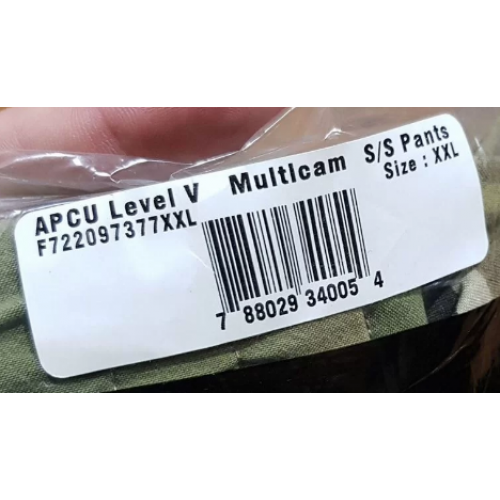 APCU Level V Multicam S/S Pants
F722097377XXL Size : XXL
7 88029 34005 4